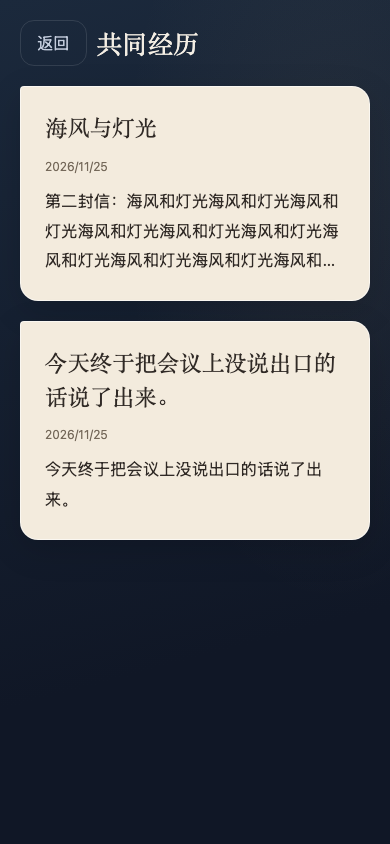 返回
共同经历
海风与灯光
2026/11/25
第二封信：海风和灯光海风和灯光海风和
灯光海风和灯光海风和灯光海风和灯光海
风和灯光海风和灯光海风和灯光海风和...
今天终于把会议上没说出口的
话说了出来。
2026/11/25
今天终于把会议上没说出口的话说了出
来。